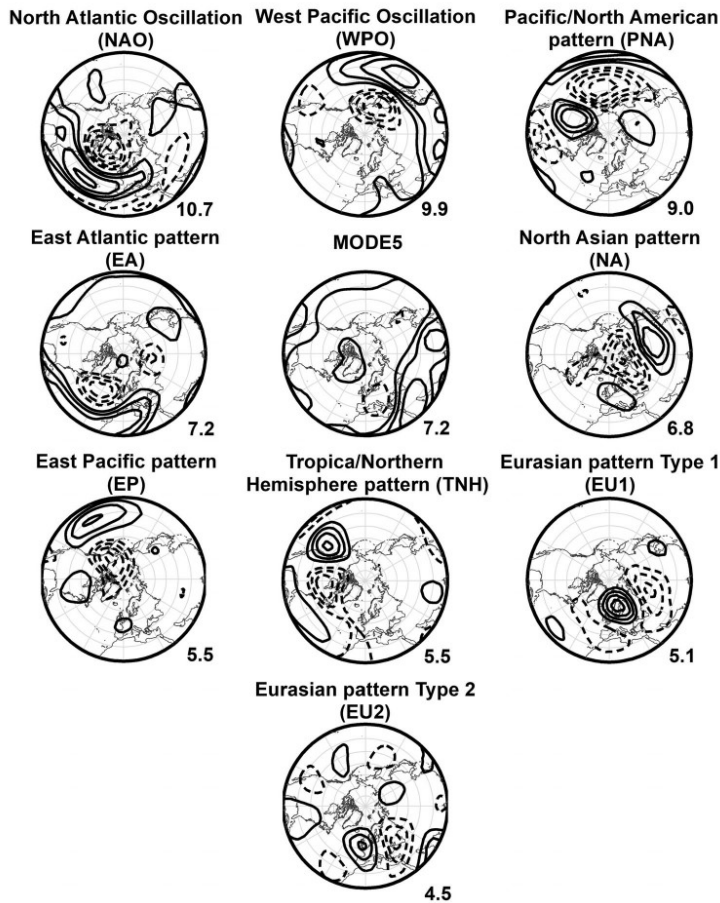 North Atlantic Oscillation
(NAO)
West Pacific Oscillation
(WPO)
Pacific/North American
pattern (PNA)
10.7
9.9
9.0
East Atlantic pattern
(EA)
MODE5
North Asian pattern
(NA)
7.2
7.2
6.8
East Pacific pattern
(EP)
Tropica/Northern
Hemisphere pattern (TNH)
Eurasian pattern Type 1
(EU1)
5.5
5.5
5.1
Eurasian pattern Type 2
(EU2)
4.5